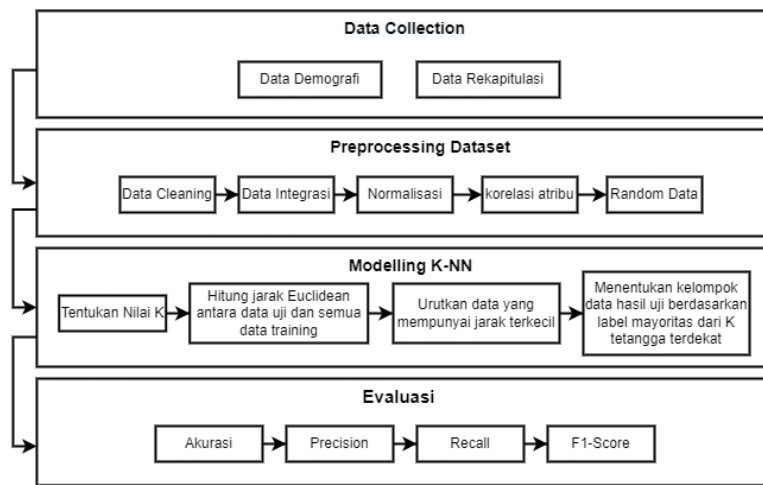 Data Collection
Data Demografi
Data Rekapitulasi
Preprocessing Dataset
Data Cleaning
Data Integrasi
Normalisasi
korelasi atribu
Random Data
Modelling K-NN
Tentukan Nilai K
Hitung jarak Euclidean
antara data uji dan semua
data training
Urutkan data yang
mempunyai jarak terkecil
Menentukan kelompok
data hasil uji berdasarkan
label mayoritas dari K
tetangga terdekat
Evaluasi
Akurasi
Precision
Recall
F1-Score